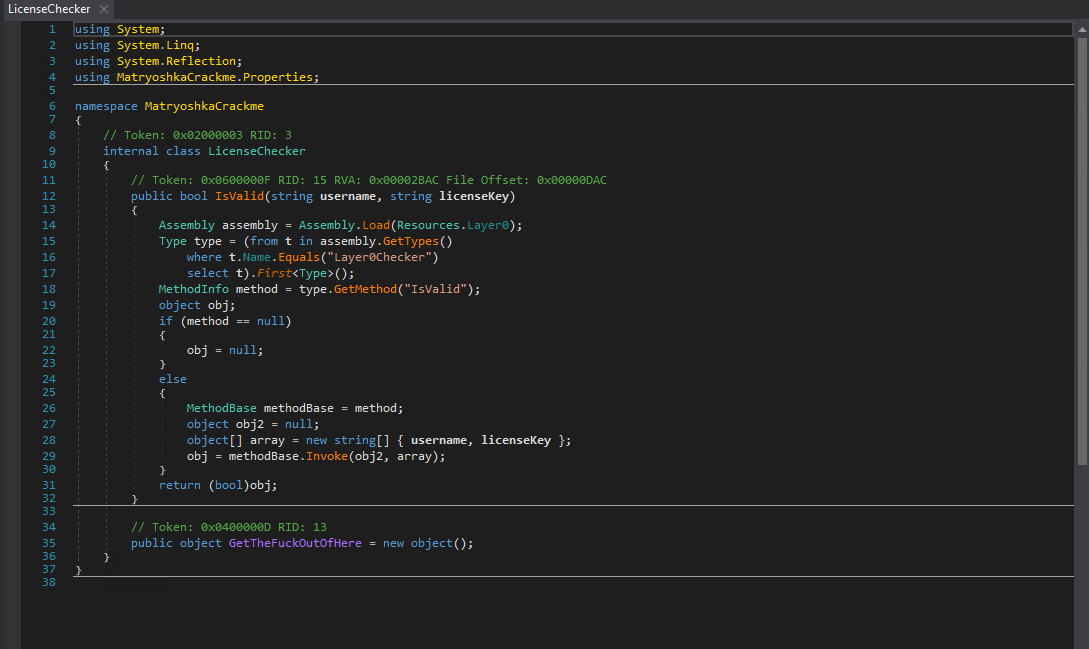 LicenseChecker ×
1 using System;
2 using System.Linq;
3 using System.Reflection;
4 using MatryoshkaCrackme.Properties;
5
6 namespace MatryoshkaCrackme
7 {
8 // Token: 0x02000003 RID: 3
9 internal class LicenseChecker
10 {
11 // Token: 0x0600000F RID: 15 RVA: 0x00002BAC File Offset: 0x00000DAC
12 public bool IsValid(string username, string licenseKey)
13 {
14 Assembly assembly = Assembly.Load(Resources.Layer0);
15 Type type = (from t in assembly.GetTypes()
16 where t.Name.Equals("Layer0Checker")
17 select t).First<Type>();
18 MethodInfo method = type.GetMethod("IsValid");
19 object obj;
20 if (method == null)
21 {
22 obj = null;
23 }
24 else
25 {
26 MethodBase methodBase = method;
27 object obj2 = null;
28 object[] array = new string[] { username, licenseKey };
29 obj = methodBase.Invoke(obj2, array);
30 }
31 return (bool)obj;
32 }
33
34 // Token: 0x0400000D RID: 13
35 public object GetTheFuckOutOfHere = new object();
36 }
37 }
38